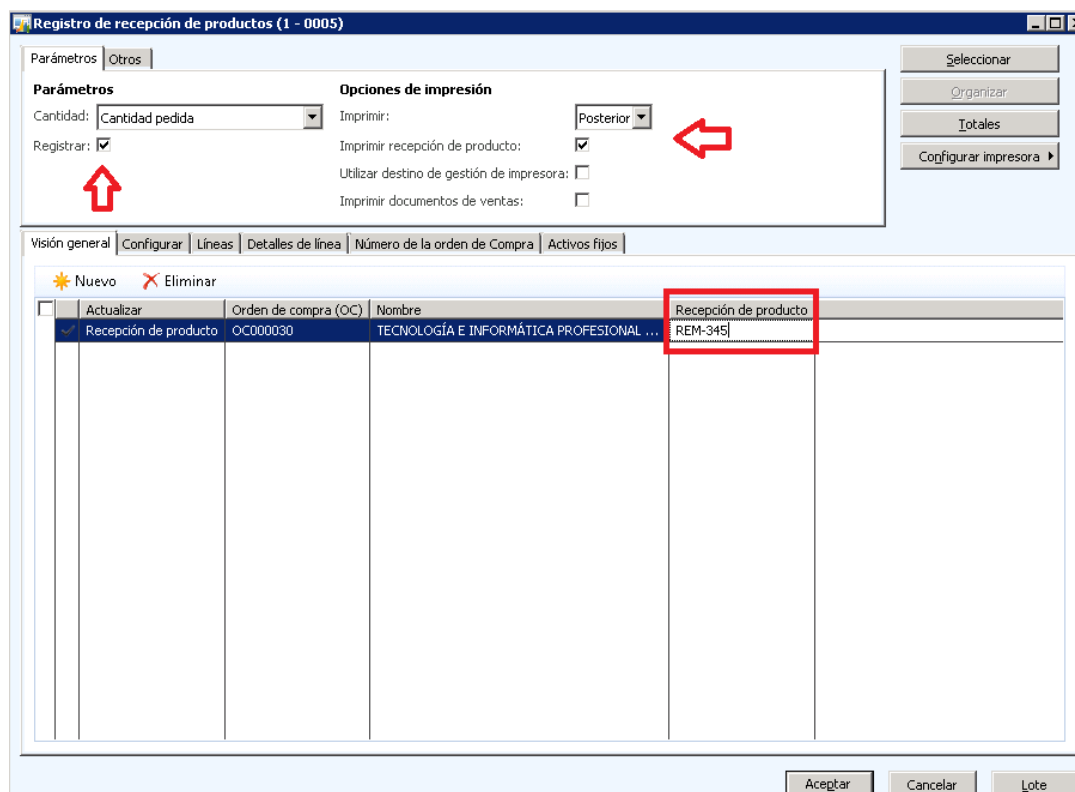 Registro de recepción de productos (1 - 0005)
Parámetros Otros
Parámetros
Cantidad: Cantidad pedida
Registrar:
Opciones de impresión
Imprimir: Posterior
Imprimir recepción de producto:
Utilizar destino de gestión de impresora:
Imprimir documentos de ventas:
Seleccionar
Organizar
Totales
Configurar impresora
Visión general Configurar Líneas Detalles de línea Número de la orden de Compra Activos fijos
Nuevo Eliminar
Actualizar Orden de compra (OC) Nombre Recepción de producto
Recepción de producto OC000030 TECNOLOGÍA E INFORMÁTICA PROFESIONAL ... REM-345
Aceptar Cancelar Lote